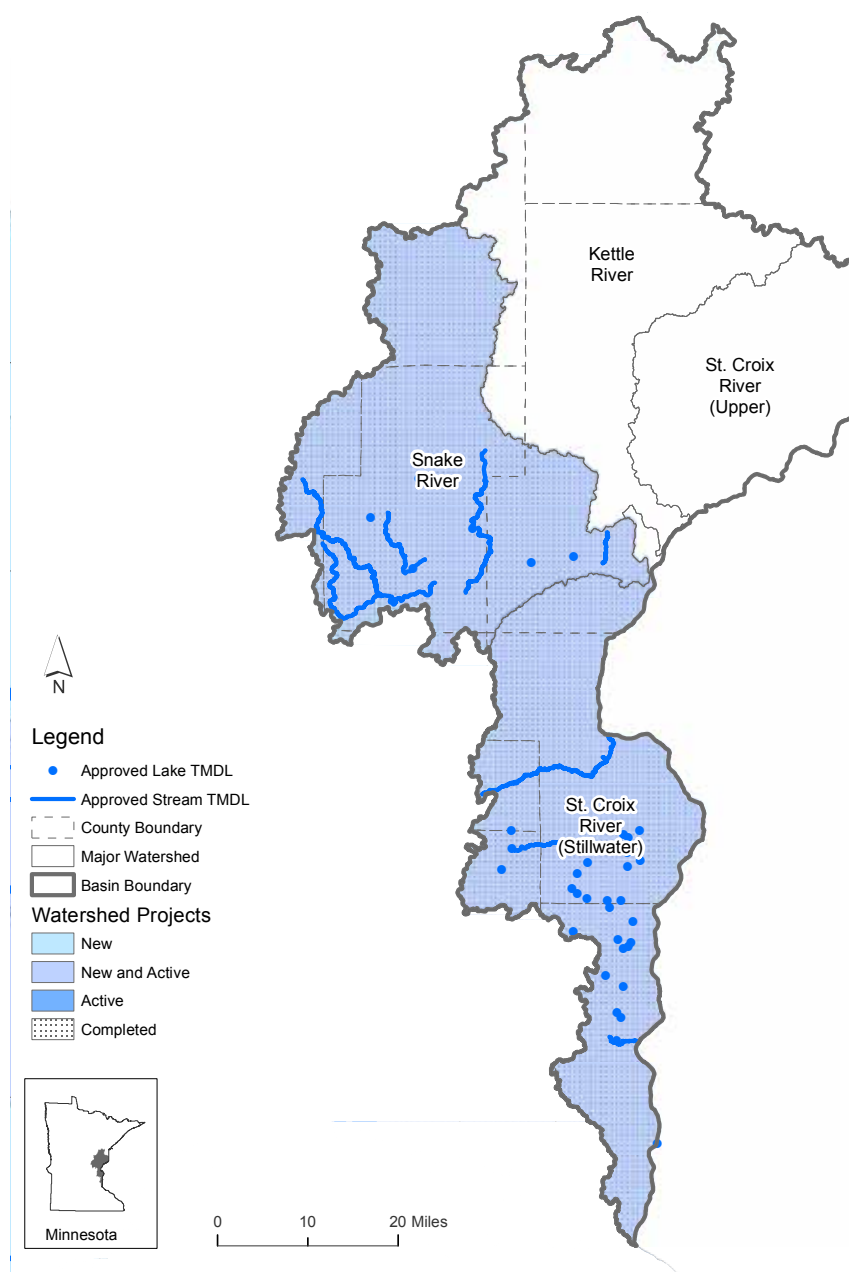 Kettle
River
St. Croix
River
(Upper)
Snake
River
N
Legend
Approved Lake TMDL
Approved Stream TMDL
County Boundary
Major Watershed
Basin Boundary
Watershed Projects
New
New and Active
Active
Completed
St. Croix
River
(Stillwater)
Minnesota
0 10 20 Miles